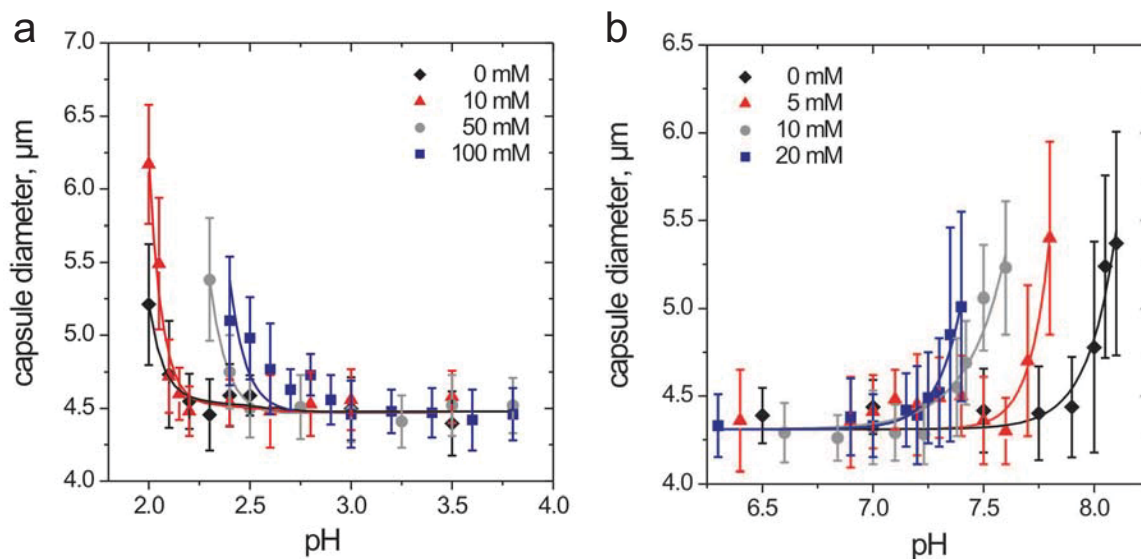 a
7.0
6.5
6.0
5.5
5.0
4.5
4.0
capsule diameter, µm
2.0 2.5 3.0 3.5 4.0
pH
0 mM
10 mM
50 mM
100 mM
b
6.5
6.0
5.5
5.0
4.5
4.0
capsule diameter, µm
6.5 7.0 7.5 8.0
pH
0 mM
5 mM
10 mM
20 mM